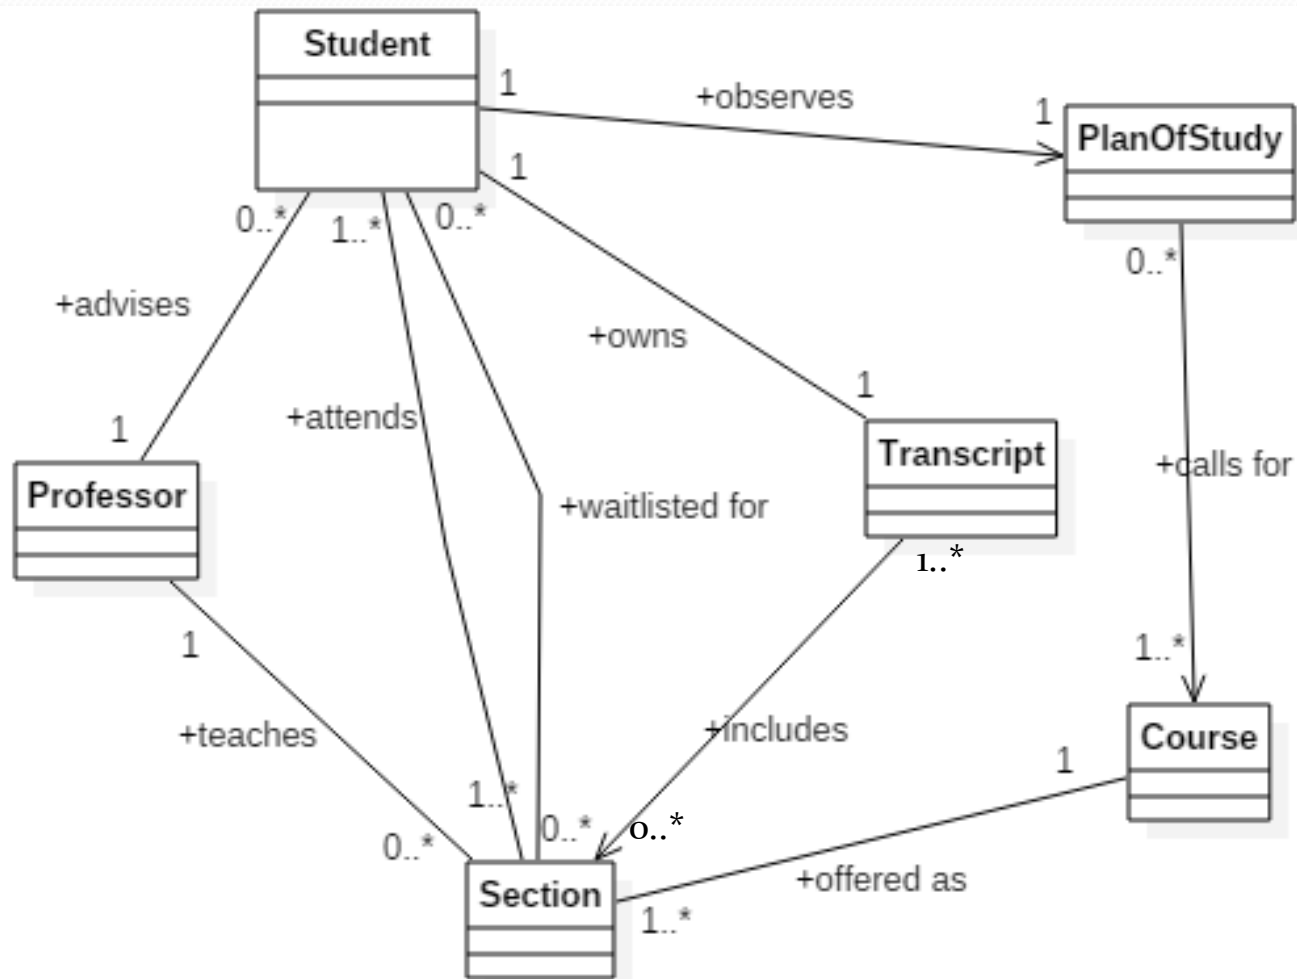 Student
1
+observes
1
PlanOfStudy
1
0..*
1..*
0..*
0..*
+advises
+owns
1
+attends
1
Transcript
+calls for
Professor
+waitlisted for
1..*
1
1..*
+teaches
+includes
Course
1
1..*
0..*
0..*
0..*
+offered as
Section
1..*